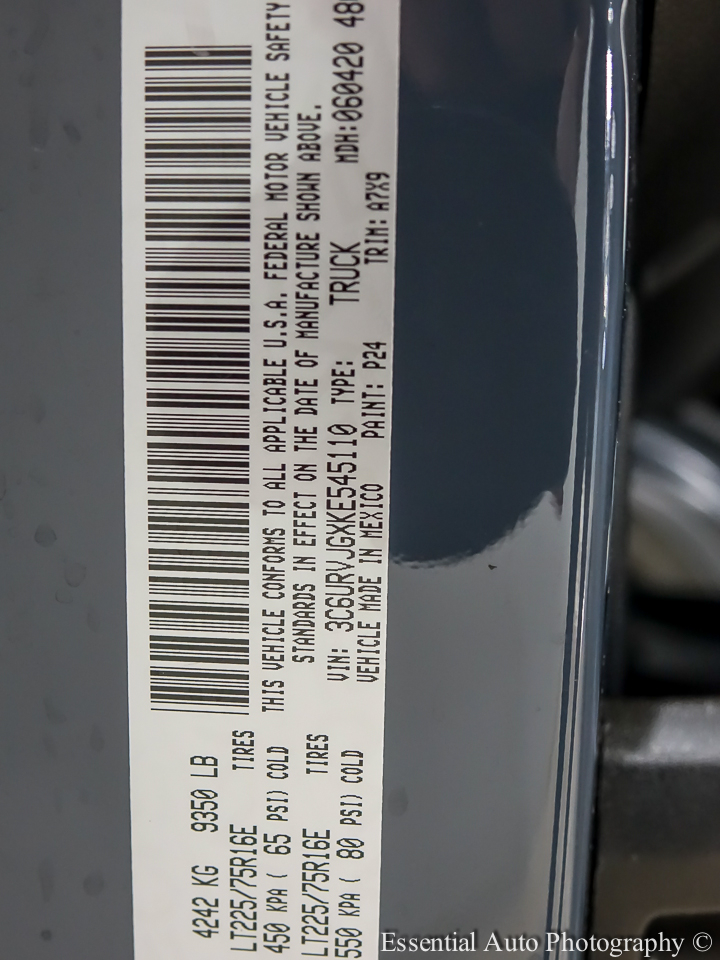 4242 KG 9350 LB
LT225/75R16E TIRES
450 KPA ( 65 PSI) COLD
LT225/75R16E TIRES
550 KPA ( 80 PSI) COLD
THIS VEHICLE CONFORMS TO ALL APPLICABLE U.S.A. FEDERAL MOTOR VEHICLE SAFETY
STANDARDS IN EFFECT ON THE DATE OF MANUFACTURE SHOWN ABOVE.
VIN: 3C6URVJGXKE545110 TYPE: TRUCK MDH:060420 48
VEHICLE MADE IN MEXICO PAINT: P24 TRIM: A7X9
Essential Auto Photography ©